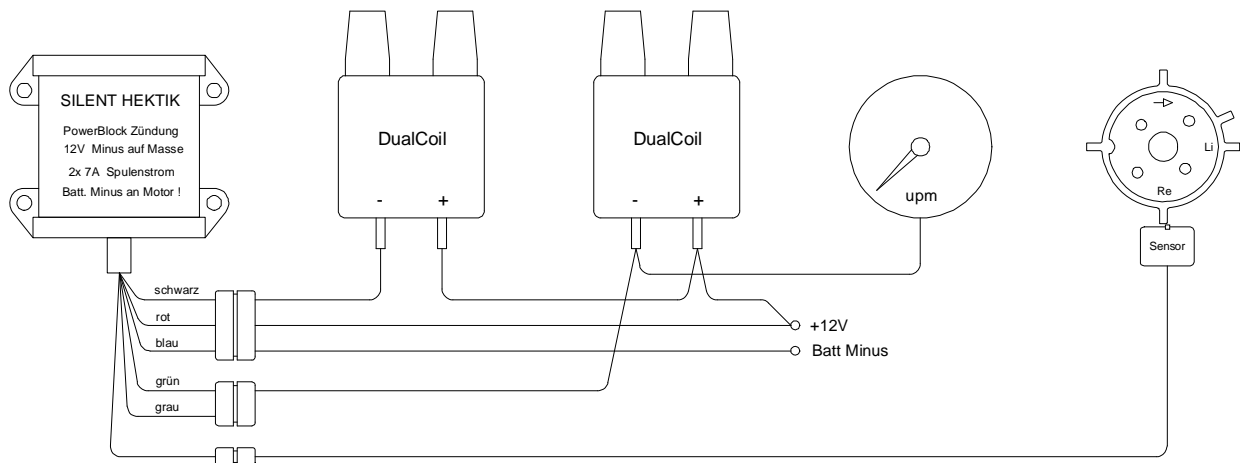 SILENT HEKTIK
PowerBlock Zündung
12V Minus auf Masse
2x 7A Spulenstrom
Batt. Minus an Motor !
DualCoil
- +
DualCoil
- +
upm
Li
Re
Sensor
schwarz
rot
blau
grün
grau
+12V
Batt Minus